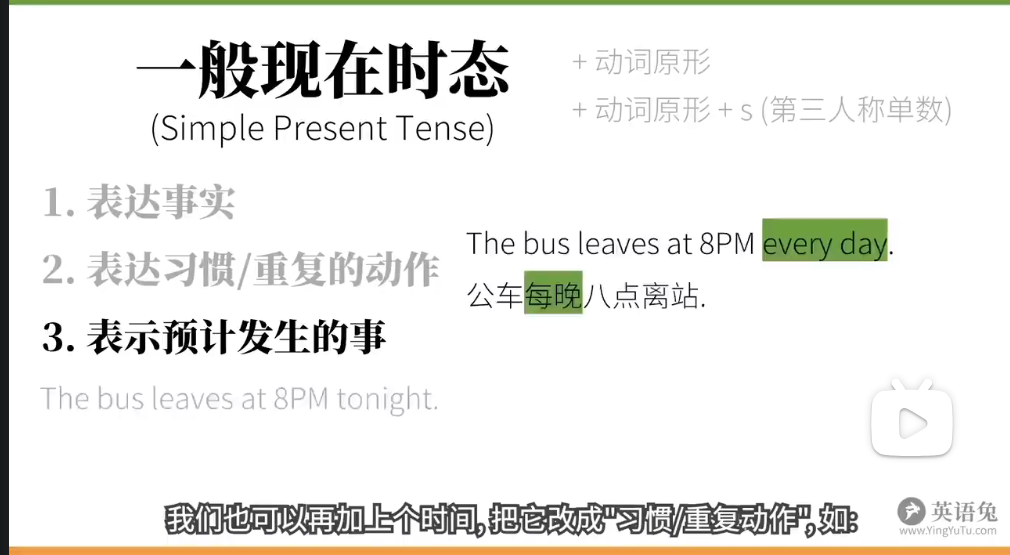 一般现在时态
(Simple Present Tense)
+ 动词原形
+ 动词原形 + s (第三人称单数)
1. 表达事实
2. 表达习惯/重复的动作
3. 表示预计发生的事
The bus leaves at 8PM tonight.
The bus leaves at 8PM every day.
公车每晚八点离站.
我们也可以再加上个时间, 把它改成"习惯/重复动作", 如:
英语兔
www.YingYuTu.com